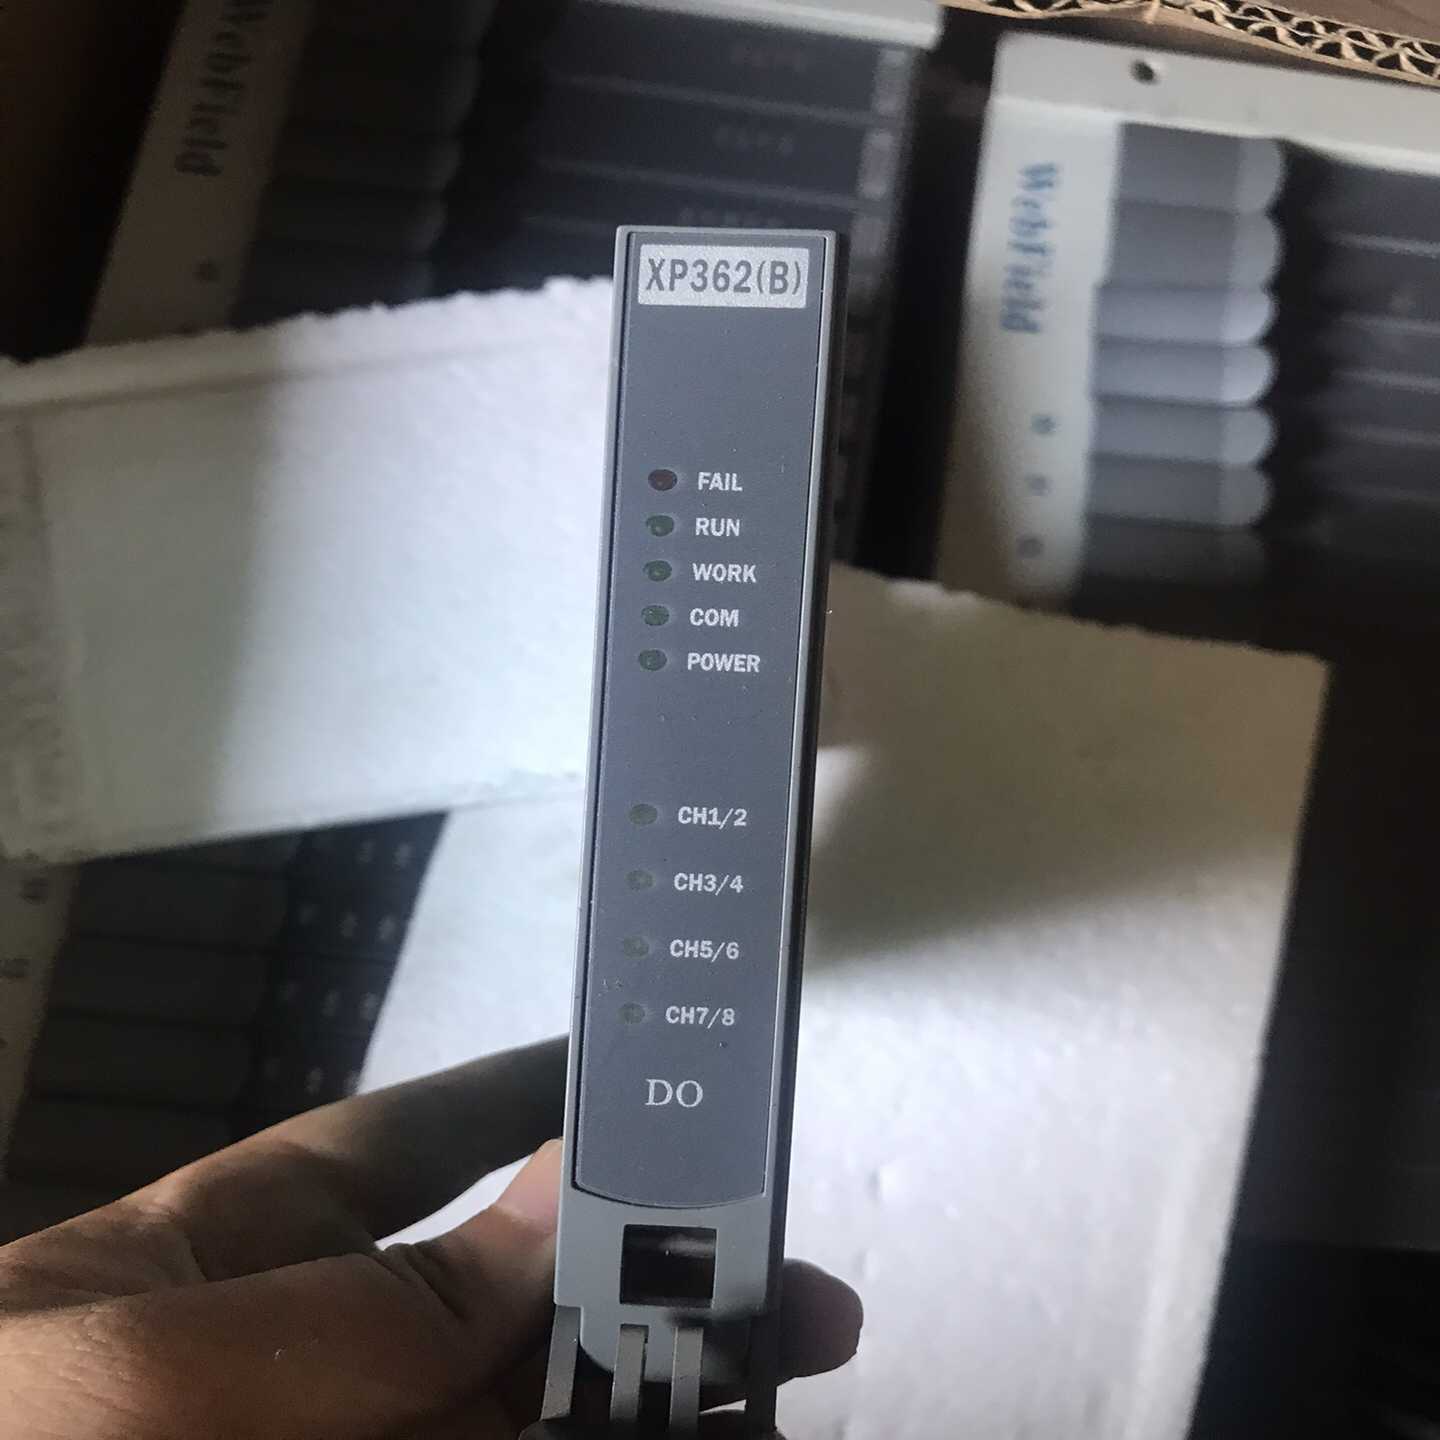 WebField
WebField
XP362(B)
FAIL
RUN
WORK
COM
POWER
CH1/2
CH3/4
CH5/6
CH7/8
DO